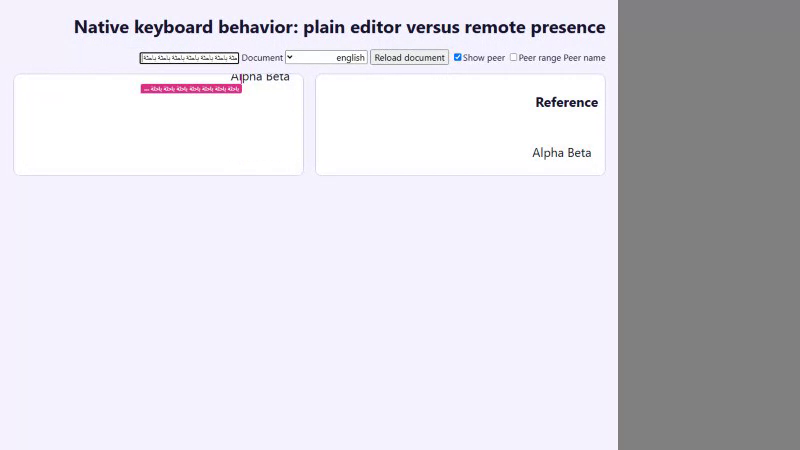 Native keyboard behavior: plain editor versus remote presence
Document english Reload document Show peer Peer range Peer name
Alpha Beta
Reference
Alpha Beta